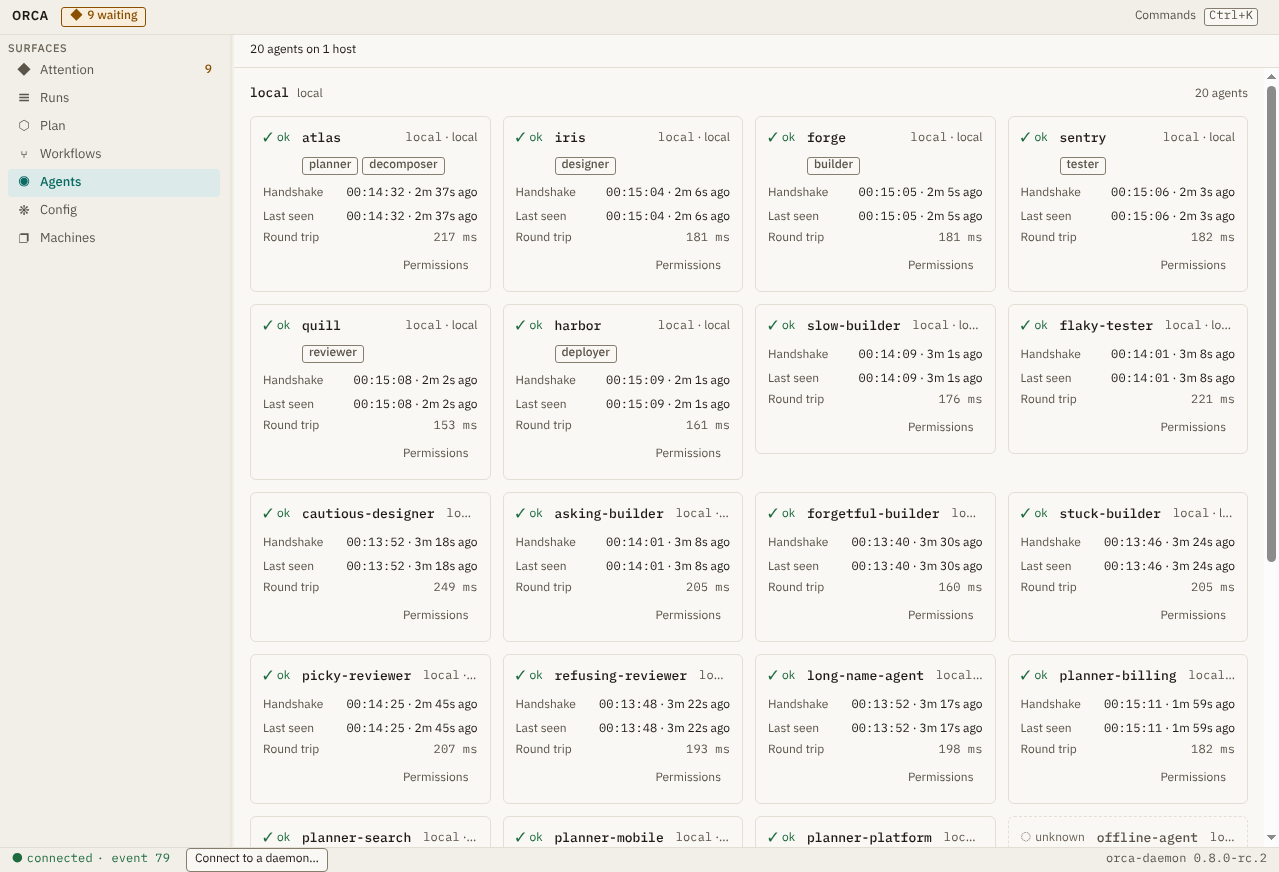 ORCA 9 waiting Commands Ctrl+K
SURFACES
Attention 9
Runs
Plan
Workflows
Agents
Config
Machines
20 agents on 1 host
local local 20 agents
ok atlas local · local
planner decomposer
Handshake 00:14:32 · 2m 37s ago
Last seen 00:14:32 · 2m 37s ago
Round trip 217 ms
Permissions
ok iris local · local
designer
Handshake 00:15:04 · 2m 6s ago
Last seen 00:15:04 · 2m 6s ago
Round trip 181 ms
Permissions
ok forge local · local
builder
Handshake 00:15:05 · 2m 5s ago
Last seen 00:15:05 · 2m 5s ago
Round trip 181 ms
Permissions
ok sentry local · local
tester
Handshake 00:15:06 · 2m 3s ago
Last seen 00:15:06 · 2m 3s ago
Round trip 182 ms
Permissions
ok quill local · local
reviewer
Handshake 00:15:08 · 2m 2s ago
Last seen 00:15:08 · 2m 2s ago
Round trip 153 ms
Permissions
ok harbor local · local
deployer
Handshake 00:15:09 · 2m 1s ago
Last seen 00:15:09 · 2m 1s ago
Round trip 161 ms
Permissions
ok slow-builder local · lo...
Handshake 00:14:09 · 3m 1s ago
Last seen 00:14:09 · 3m 1s ago
Round trip 176 ms
Permissions
ok flaky-tester local · lo...
Handshake 00:14:01 · 3m 8s ago
Last seen 00:14:01 · 3m 8s ago
Round trip 221 ms
Permissions
ok cautious-designer lo...
Handshake 00:13:52 · 3m 18s ago
Last seen 00:13:52 · 3m 18s ago
Round trip 249 ms
Permissions
ok asking-builder local ·...
Handshake 00:14:01 · 3m 8s ago
Last seen 00:14:01 · 3m 8s ago
Round trip 205 ms
Permissions
ok forgetful-builder lo...
Handshake 00:13:40 · 3m 30s ago
Last seen 00:13:40 · 3m 30s ago
Round trip 160 ms
Permissions
ok stuck-builder local · l...
Handshake 00:13:46 · 3m 24s ago
Last seen 00:13:46 · 3m 24s ago
Round trip 205 ms
Permissions
ok picky-reviewer local ·...
Handshake 00:14:25 · 2m 45s ago
Last seen 00:14:25 · 2m 45s ago
Round trip 207 ms
Permissions
ok refusing-reviewer lo...
Handshake 00:13:48 · 3m 22s ago
Last seen 00:13:48 · 3m 22s ago
Round trip 193 ms
Permissions
ok long-name-agent local...
Handshake 00:13:52 · 3m 17s ago
Last seen 00:13:52 · 3m 17s ago
Round trip 198 ms
Permissions
ok planner-billing local...
Handshake 00:15:11 · 1m 59s ago
Last seen 00:15:11 · 1m 59s ago
Round trip 182 ms
Permissions
ok planner-search local ·...
ok planner-mobile local ·...
ok planner-platform loc...
unknown offline-agent lo...
connected · event 79 Connect to a daemon... orca-daemon 0.8.0-rc.2